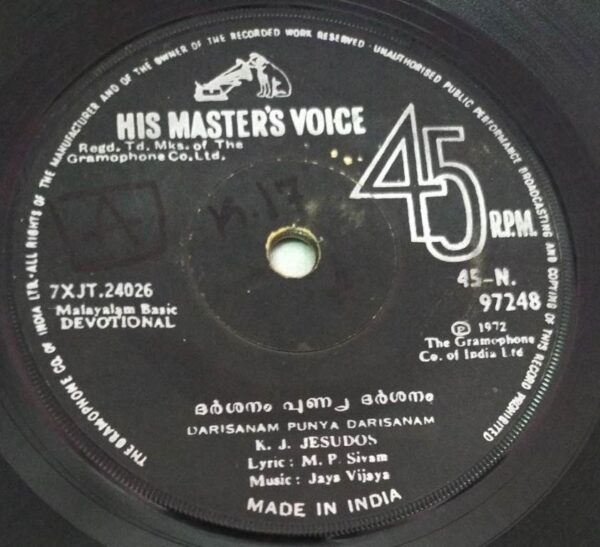 THE GRAMOPHONE CO. OF INDIA LTD. ALL RIGHTS OF THE MANUFACTURER AND OF THE OWNER OF THE RECORDED WORK RESERVED · UNAUTHORISED PUBLIC PERFORMANCE BROADCASTING AND COPYING OF THIS RECORD PROHIBITED
HIS MASTER'S VOICE
Regd. Td. Mks. of The
Gramophone Co. Ltd.
45 R.P.M.
7XJT.24026
Malayalam Basic
DEVOTIONAL
45-N.
97248
℗ 1972
The Gramophone
Co. of India Ltd
ദർശനം പുണ്യ ദർശനം
DARISANAM PUNYA DARISANAM
K. J. JESUDOS
Lyric : M. P. Sivam
Music : Jaya Vijaya
MADE IN INDIA